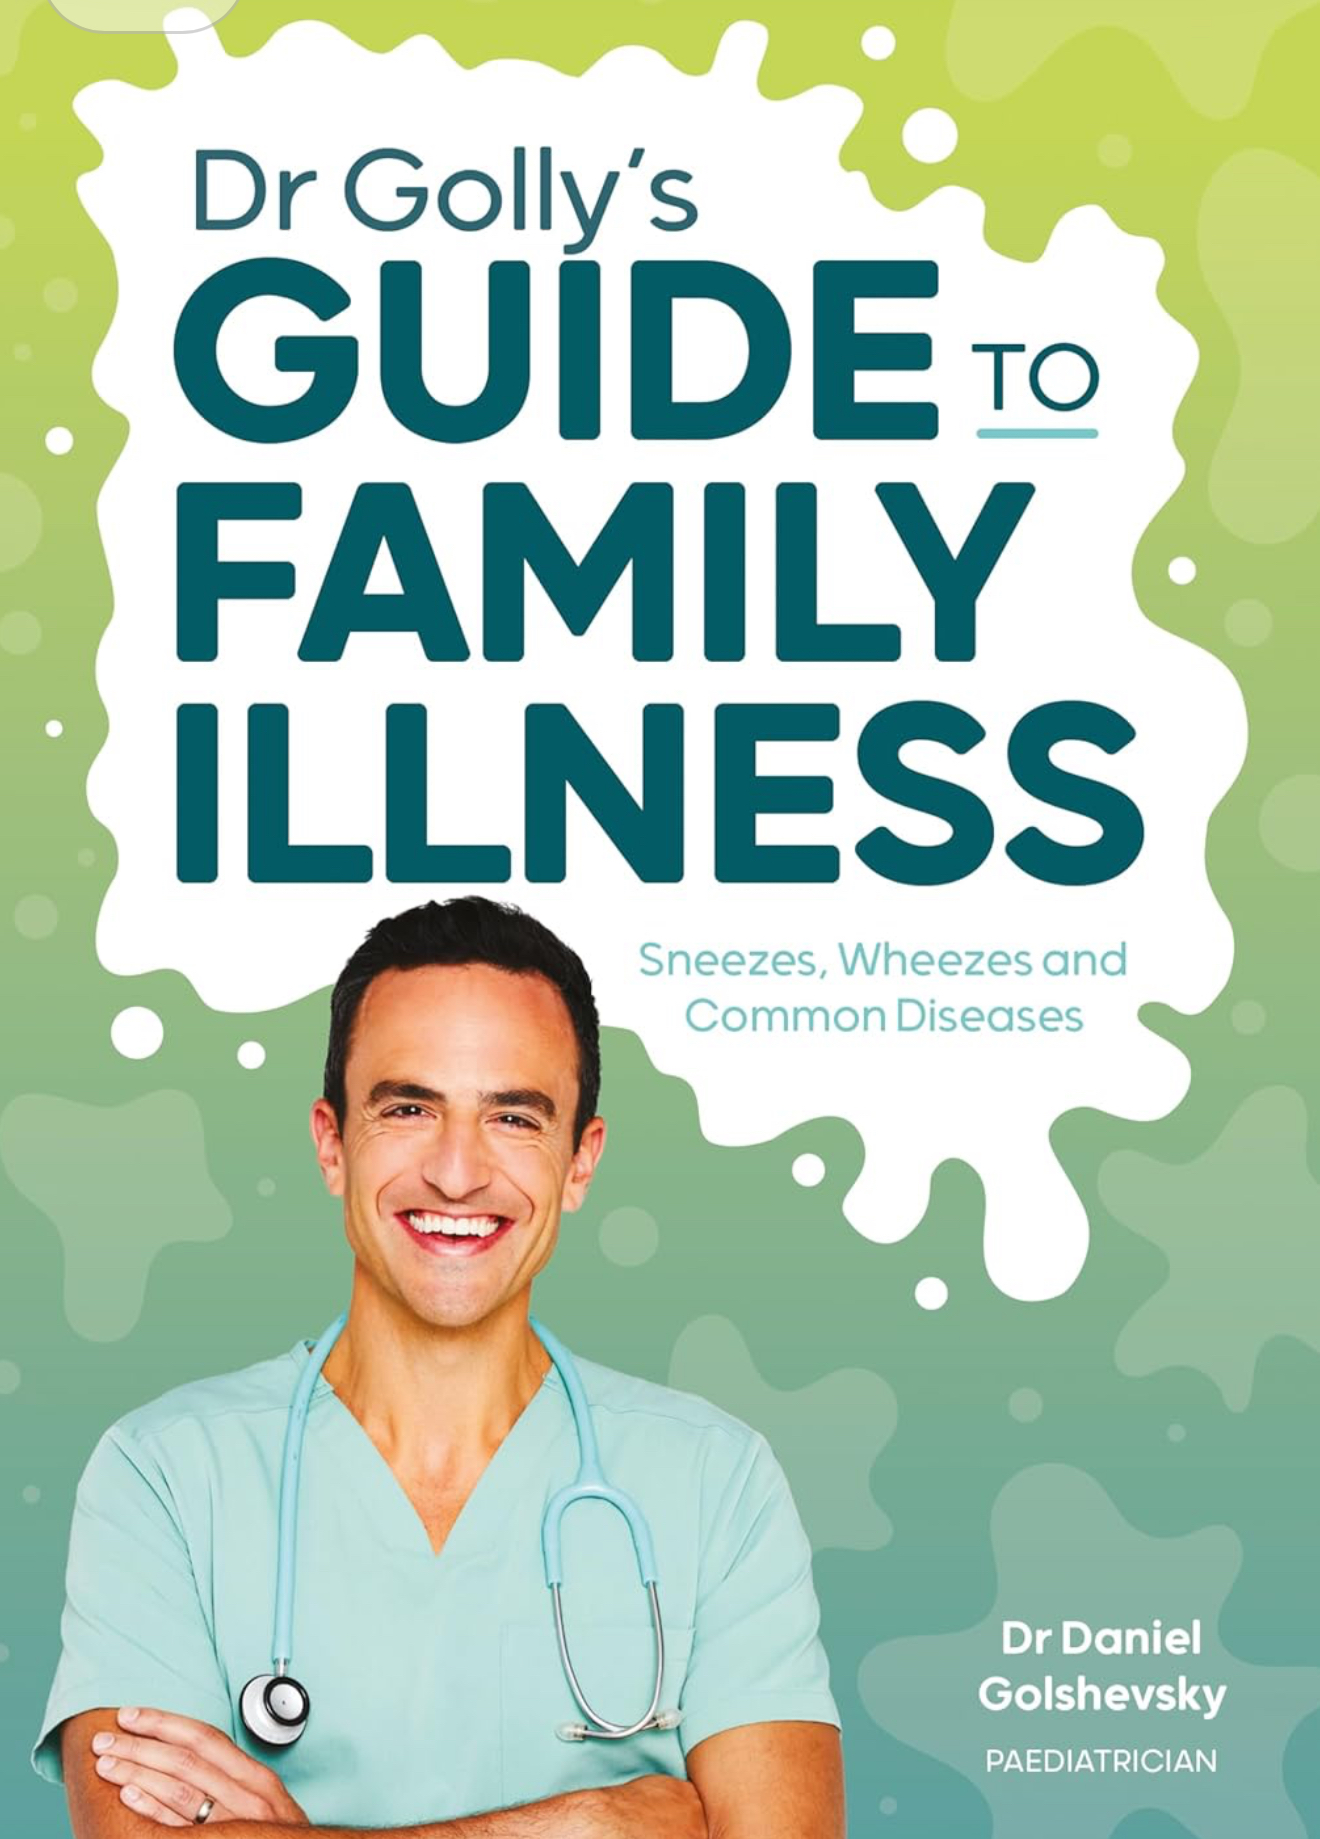 Dr Golly's
GUIDE TO
FAMILY
ILLNESS
Sneezes, Wheezes and
Common Diseases
Dr Daniel
Golshevsky
PAEDIATRICIAN